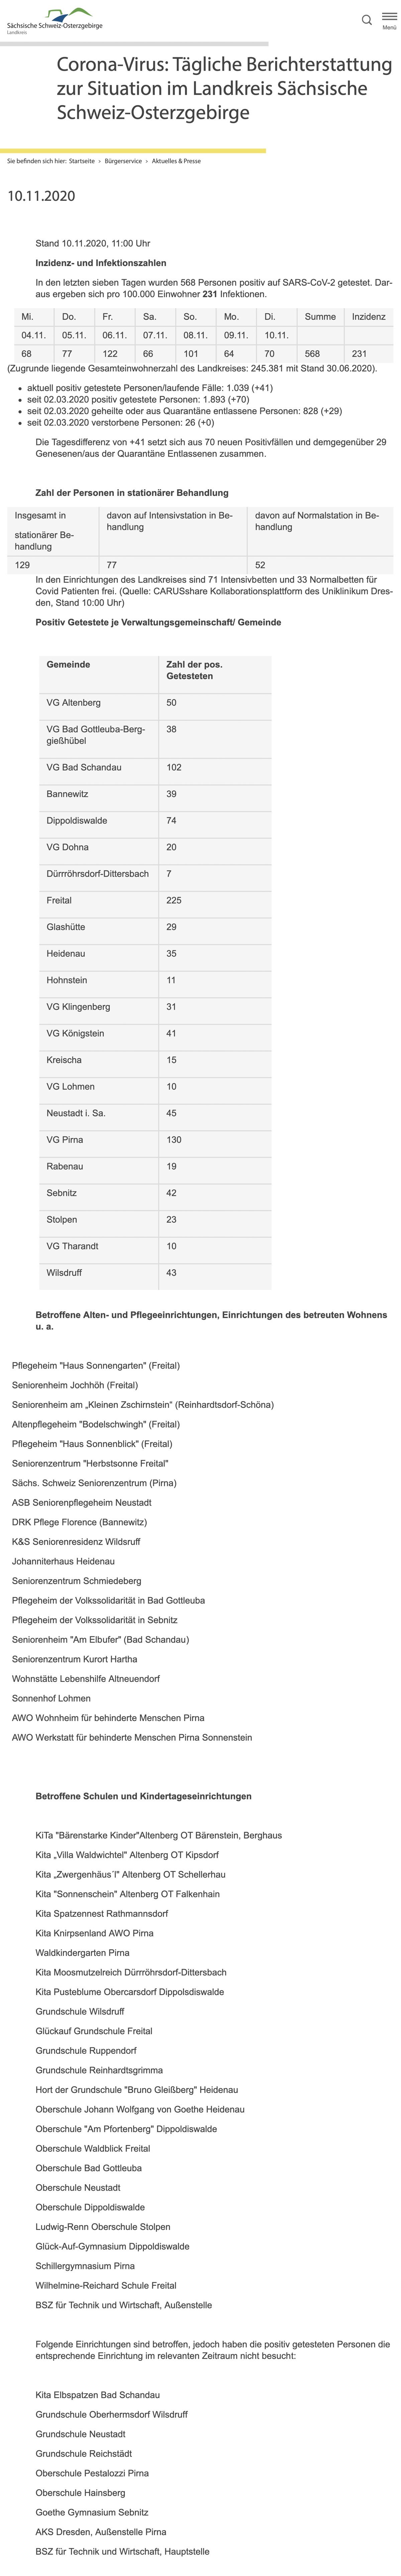 Sächsische Schweiz-Osterzgebirge
Landkreis
Menü
Corona-Virus: Tägliche Berichterstattung
zur Situation im Landkreis Sächsische
Schweiz-Osterzgebirge
Sie befinden sich hier: Startseite › Bürgerservice › Aktuelles & Presse
10.11.2020
Stand 10.11.2020, 11:00 Uhr
Inzidenz- und Infektionszahlen
In den letzten sieben Tagen wurden 568 Personen positiv auf SARS-CoV-2 getestet. Dar-
aus ergeben sich pro 100.000 Einwohner 231 Infektionen.
Mi. Do. Fr. Sa. So. Mo. Di. Summe Inzidenz
04.11. 05.11. 06.11. 07.11. 08.11. 09.11. 10.11.
68 77 122 66 101 64 70 568 231
(Zugrunde liegende Gesamteinwohnerzahl des Landkreises: 245.381 mit Stand 30.06.2020).
• aktuell positiv getestete Personen/laufende Fälle: 1.039 (+41)
• seit 02.03.2020 positiv getestete Personen: 1.893 (+70)
• seit 02.03.2020 geheilte oder aus Quarantäne entlassene Personen: 828 (+29)
• seit 02.03.2020 verstorbene Personen: 26 (+0)
Die Tagesdifferenz von +41 setzt sich aus 70 neuen Positivfällen und demgegenüber 29
Genesenen/aus der Quarantäne Entlassenen zusammen.
Zahl der Personen in stationärer Behandlung
Insgesamt in
stationärer Be-
handlung
davon auf Intensivstation in Be-
handlung
davon auf Normalstation in Be-
handlung
129 77 52
In den Einrichtungen des Landkreises sind 71 Intensivbetten und 33 Normalbetten für
Covid Patienten frei. (Quelle: CARUSshare Kollaborationsplattform des Uniklinikum Dres-
den, Stand 10:00 Uhr)
Positiv Getestete je Verwaltungsgemeinschaft/ Gemeinde
Gemeinde Zahl der pos.
Getesteten
VG Altenberg 50
VG Bad Gottleuba-Berg-
gießhübel 38
VG Bad Schandau 102
Bannewitz 39
Dippoldiswalde 74
VG Dohna 20
Dürrröhrsdorf-Dittersbach 7
Freital 225
Glashütte 29
Heidenau 35
Hohnstein 11
VG Klingenberg 31
VG Königstein 41
Kreischa 15
VG Lohmen 10
Neustadt i. Sa. 45
VG Pirna 130
Rabenau 19
Sebnitz 42
Stolpen 23
VG Tharandt 10
Wilsdruff 43
Betroffene Alten- und Pflegeeinrichtungen, Einrichtungen des betreuten Wohnens
u. a.
Pflegeheim "Haus Sonnengarten" (Freital)
Seniorenheim Jochhöh (Freital)
Seniorenheim am „Kleinen Zschirnstein“ (Reinhardtsdorf-Schöna)
Altenpflegeheim "Bodelschwingh" (Freital)
Pflegeheim "Haus Sonnenblick" (Freital)
Seniorenzentrum "Herbstsonne Freital"
Sächs. Schweiz Seniorenzentrum (Pirna)
ASB Seniorenpflegeheim Neustadt
DRK Pflege Florence (Bannewitz)
K&S Seniorenresidenz Wildsruff
Johanniterhaus Heidenau
Seniorenzentrum Schmiedeberg
Pflegeheim der Volkssolidarität in Bad Gottleuba
Pflegeheim der Volkssolidarität in Sebnitz
Seniorenheim "Am Elbufer" (Bad Schandau)
Seniorenzentrum Kurort Hartha
Wohnstätte Lebenshilfe Altneuendorf
Sonnenhof Lohmen
AWO Wohnheim für behinderte Menschen Pirna
AWO Werkstatt für behinderte Menschen Pirna Sonnenstein
Betroffene Schulen und Kindertageseinrichtungen
KiTa "Bärenstarke Kinder"Altenberg OT Bärenstein, Berghaus
Kita „Villa Waldwichtel" Altenberg OT Kipsdorf
Kita „Zwergenhäus´l" Altenberg OT Schellerhau
Kita "Sonnenschein" Altenberg OT Falkenhain
Kita Spatzennest Rathmannsdorf
Kita Knirpsenland AWO Pirna
Waldkindergarten Pirna
Kita Moosmutzelreich Dürrröhrsdorf-Dittersbach
Kita Pusteblume Obercarsdorf Dippolsdiswalde
Grundschule Wilsdruff
Glückauf Grundschule Freital
Grundschule Ruppendorf
Grundschule Reinhardtsgrimma
Hort der Grundschule "Bruno Gleißberg" Heidenau
Oberschule Johann Wolfgang von Goethe Heidenau
Oberschule "Am Pfortenberg" Dippoldiswalde
Oberschule Waldblick Freital
Oberschule Bad Gottleuba
Oberschule Neustadt
Oberschule Dippoldiswalde
Ludwig-Renn Oberschule Stolpen
Glück-Auf-Gymnasium Dippoldiswalde
Schillergymnasium Pirna
Wilhelmine-Reichard Schule Freital
BSZ für Technik und Wirtschaft, Außenstelle
Folgende Einrichtungen sind betroffen, jedoch haben die positiv getesteten Personen die
entsprechende Einrichtung im relevanten Zeitraum nicht besucht:
Kita Elbspatzen Bad Schandau
Grundschule Oberhermsdorf Wilsdruff
Grundschule Neustadt
Grundschule Reichstädt
Oberschule Pestalozzi Pirna
Oberschule Hainsberg
Goethe Gymnasium Sebnitz
AKS Dresden, Außenstelle Pirna
BSZ für Technik und Wirtschaft, Hauptstelle